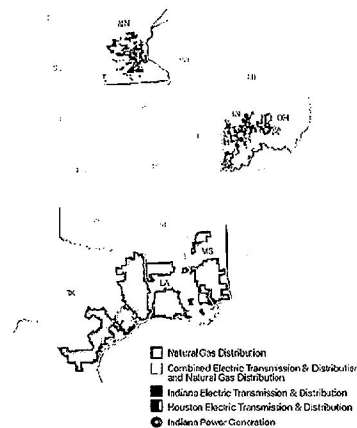 MN
IN
OH
MS
LA
TX
Natural Gas Distribution
Combined Electric Transmission & Distribution
and Natural Gas Distribution
Indiana Electric Transmission & Distribution
Houston Electric Transmission & Distribution
Indiana Power Generation